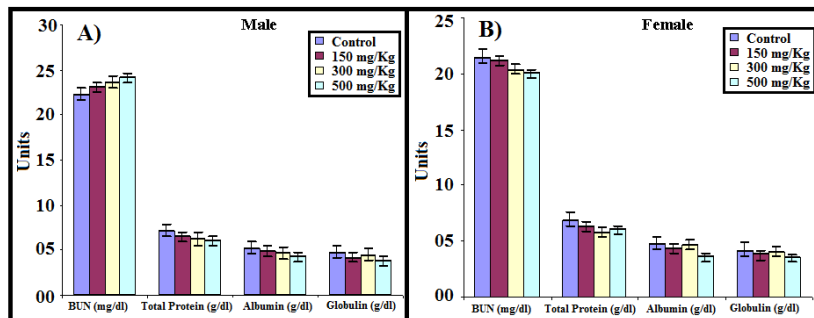 A)
Male
Control
150 mg/Kg
300 mg/Kg
500 mg/Kg
30
25
20
15
10
05
00
Units
BUN (mg/dl)
Total Protein (g/dl)
Albumin (g/dl)
Globulin (g/dl)
B)
Female
Control
150 mg/Kg
300 mg/Kg
500 mg/Kg
25
20
15
10
05
00
Units
BUN (mg/dl)
Total Protein (g/dl)
Albumin (g/dl)
Globulin (g/dl)